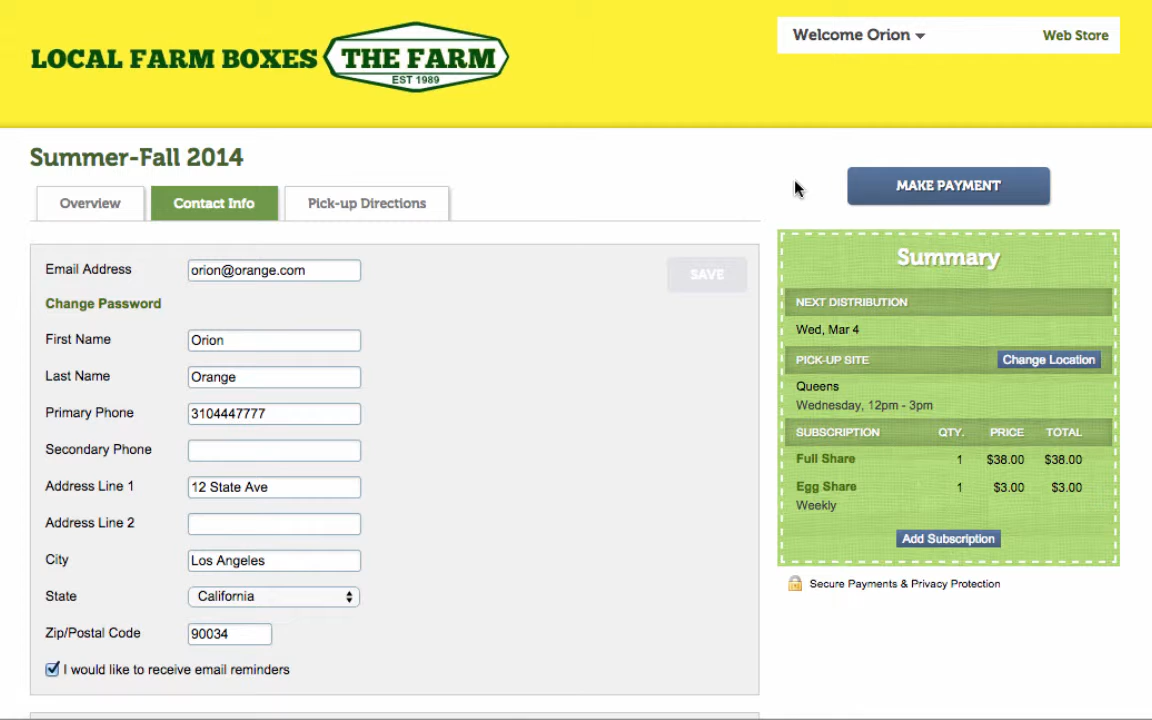 LOCAL FARM BOXES THE FARM
EST 1989
Welcome Orion
Web Store
Summer-Fall 2014
MAKE PAYMENT
Overview
Contact Info
Pick-up Directions
Email Address orion@orange.com
SAVE
Change Password
First Name Orion
Last Name Orange
Primary Phone 3104447777
Secondary Phone
Address Line 1 12 State Ave
Address Line 2
City Los Angeles
State California
Zip/Postal Code 90034
I would like to receive email reminders
Summary
NEXT DISTRIBUTION
Wed, Mar 4
PICK-UP SITE Change Location
Queens
Wednesday, 12pm - 3pm
SUBSCRIPTION QTY. PRICE TOTAL
Full Share 1 $38.00 $38.00
Egg Share 1 $3.00 $3.00
Weekly
Add Subscription
Secure Payments & Privacy Protection